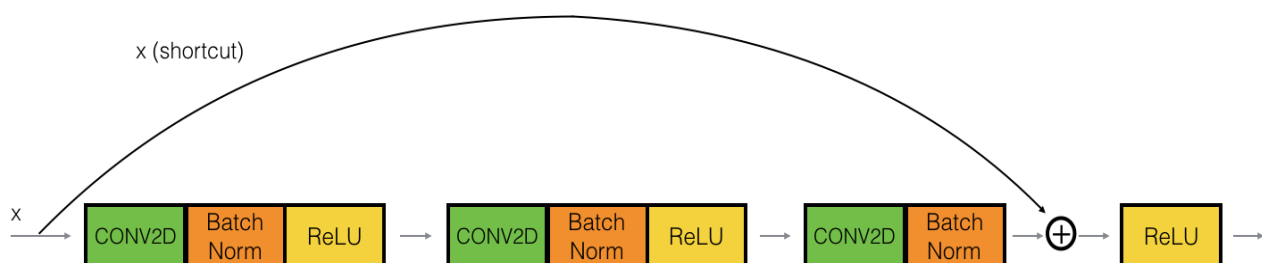 x (shortcut)
x
CONV2D
Batch
Norm
ReLU
CONV2D
Batch
Norm
ReLU
CONV2D
Batch
Norm
ReLU